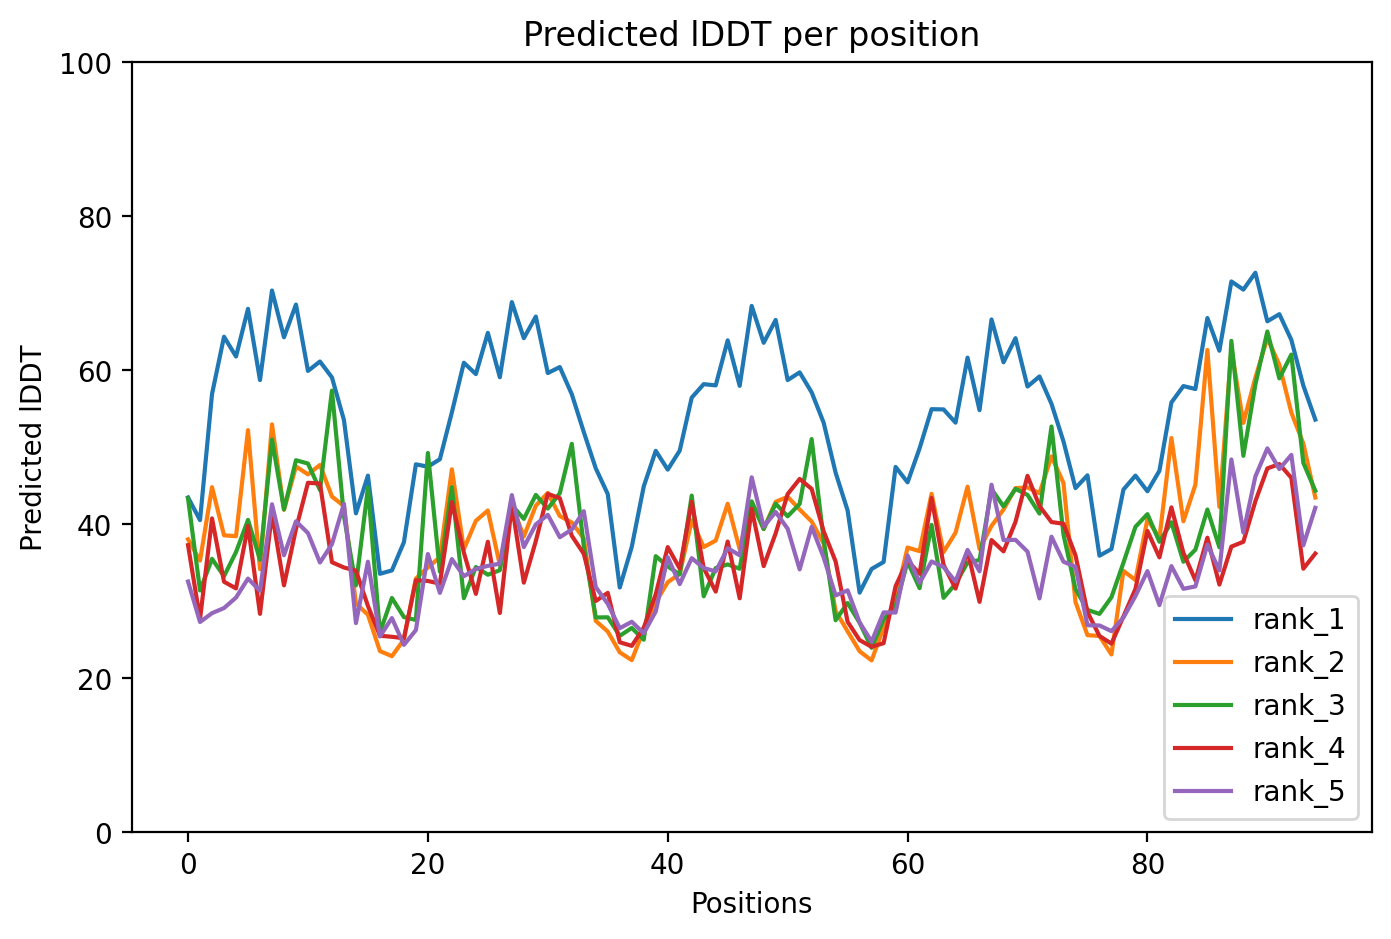 Predicted lDDT per position
Predicted lDDT
100
80
60
40
20
0
0 20 40 60 80
Positions
rank_1
rank_2
rank_3
rank_4
rank_5